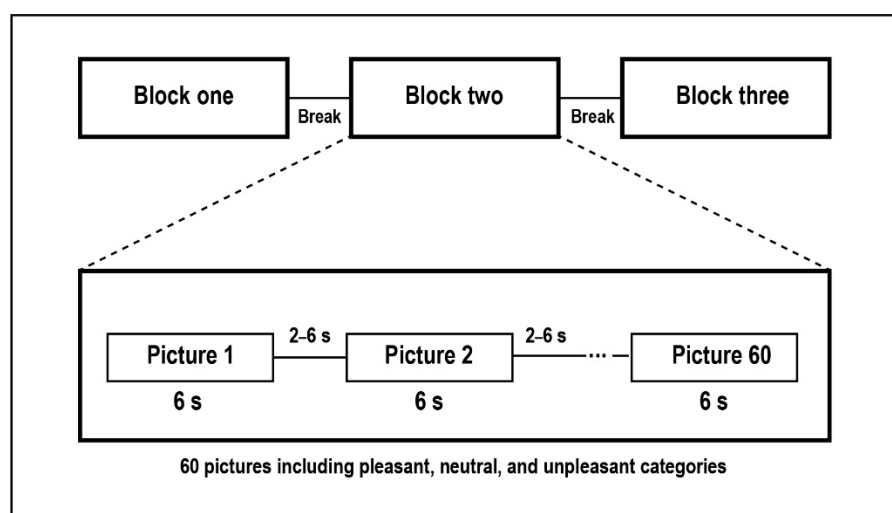 Block one
Break
Block two
Break
Block three
Picture 1
2–6 s
Picture 2
2–6 s
...
Picture 60
6 s
6 s
6 s
60 pictures including pleasant, neutral, and unpleasant categories